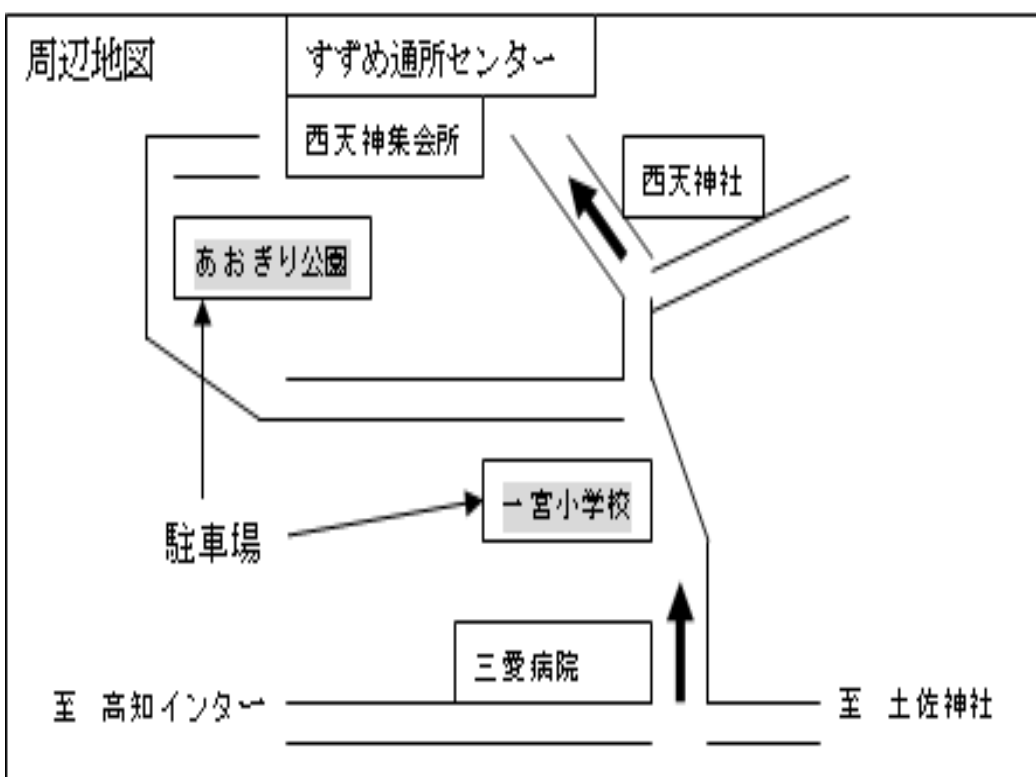 周辺地図
すずめ通所センター
西天神集会所
西天神社
あおぎり公園
一宮小学校
駐車場
三愛病院
至 高知インター
至 土佐神社